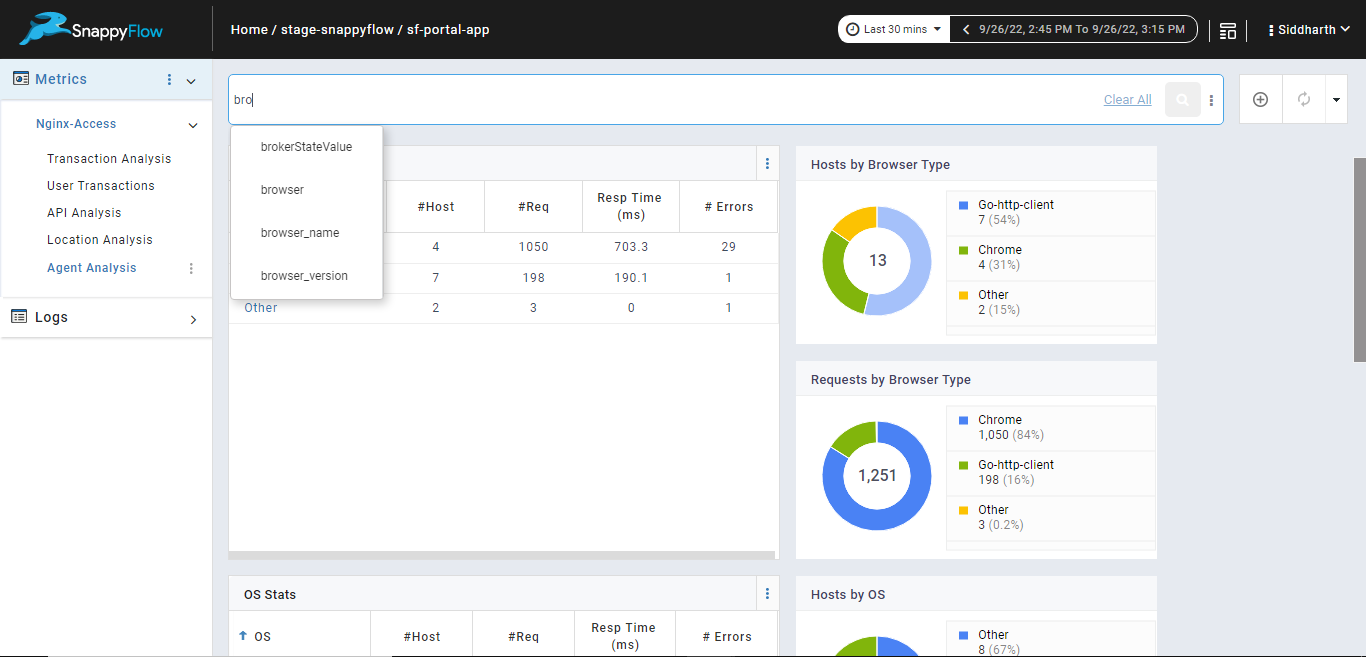 SnappyFlow
Home / stage-snappyflow / sf-portal-app
Last 30 mins
9/26/22, 2:45 PM To 9/26/22, 3:15 PM
Siddharth
Metrics
Nginx-Access
Transaction Analysis
User Transactions
API Analysis
Location Analysis
Agent Analysis
Logs
bro
Clear All
brokerStateValue
browser
browser_name
browser_version
#Host #Req Resp Time (ms) # Errors
4 1050 703.3 29
7 198 190.1 1
Other 2 3 0 1
Hosts by Browser Type
13
Go-http-client
7 (54%)
Chrome
4 (31%)
Other
2 (15%)
Requests by Browser Type
1,251
Chrome
1,050 (84%)
Go-http-client
198 (16%)
Other
3 (0.2%)
OS Stats
OS #Host #Req Resp Time (ms) # Errors
Hosts by OS
Other
8 (67%)